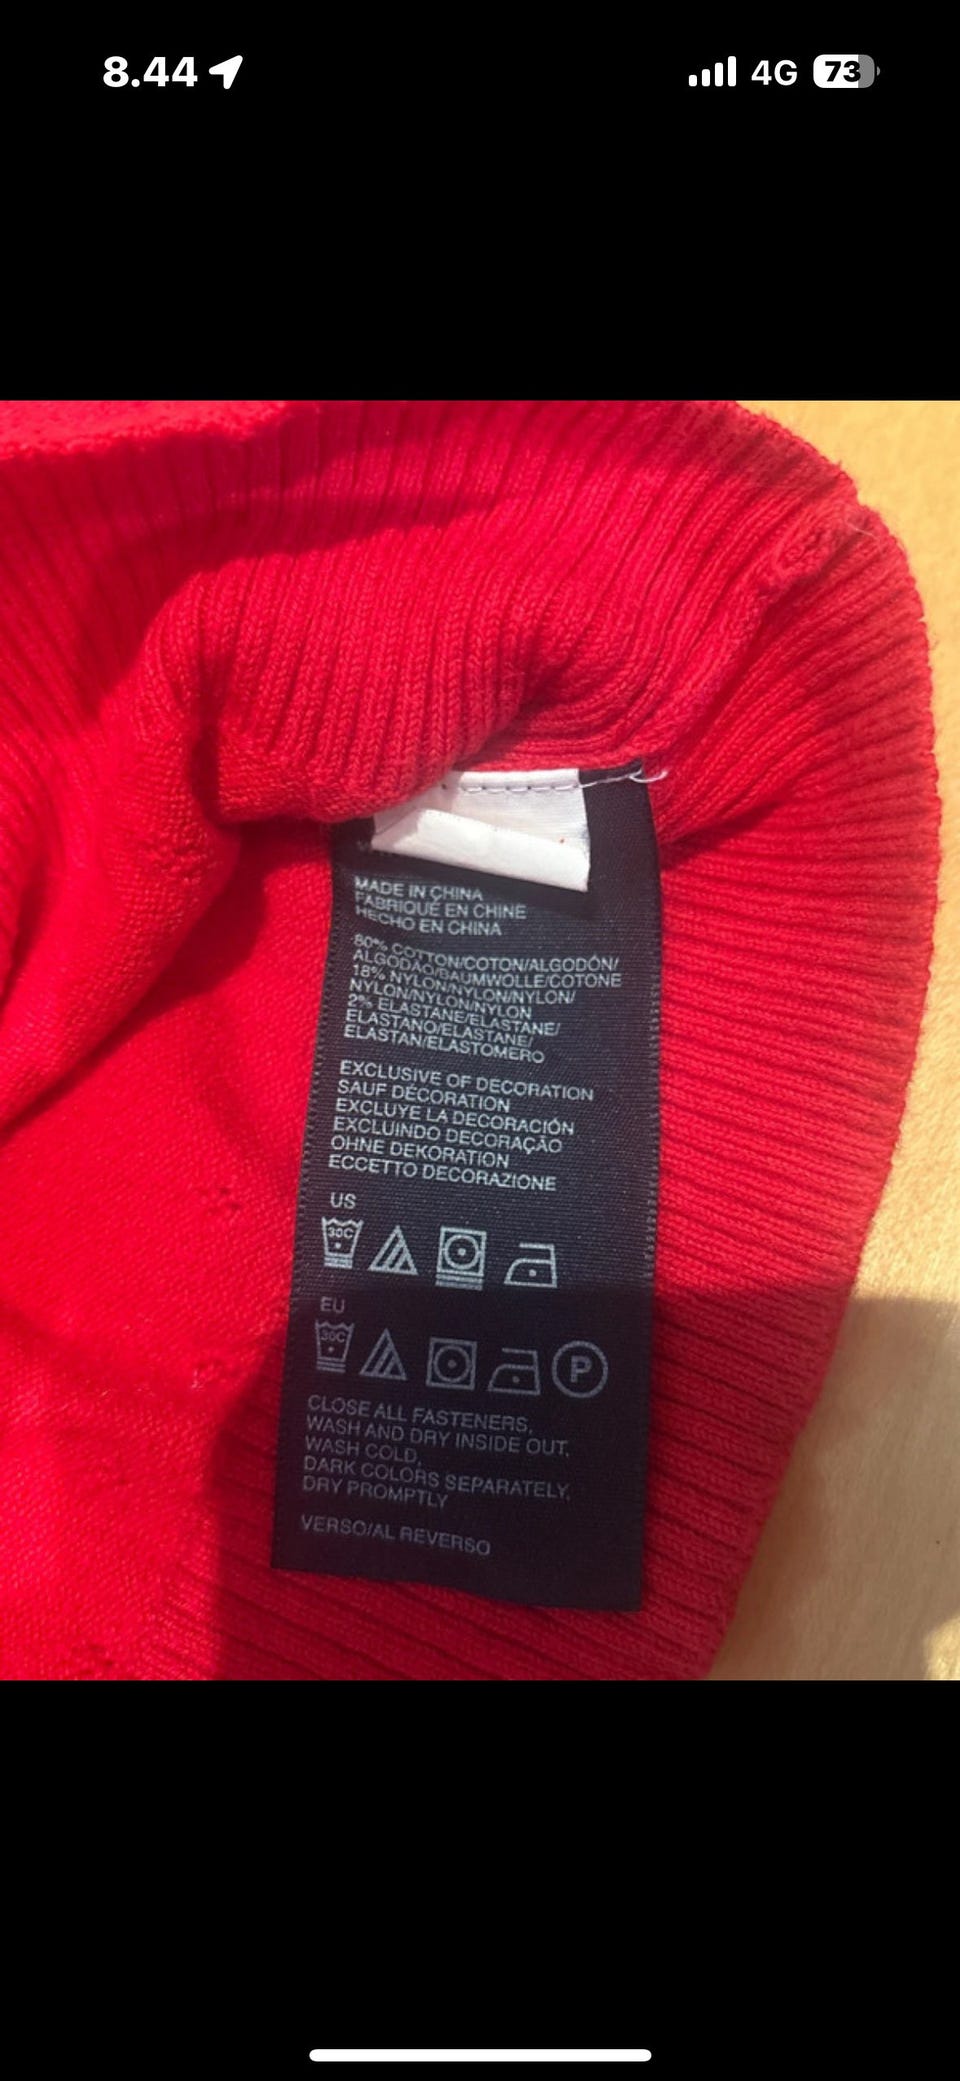 8.44
4G
73
MADE IN CHINA
FABRIQUÉ EN CHINE
HECHO EN CHINA
80% COTTON/COTON/ALGODÓN/
ALGODÃO/BAUMWOLLE/COTONE
18% NYLON/NYLON/NYLON/
NYLON/NYLON/NYLON
2% ELASTANE/ELASTANE/
ELASTANO/ELASTANE/
ELASTAN/ELASTOMERO
EXCLUSIVE OF DECORATION
SAUF DÉCORATION
EXCLUYE LA DECORACIÓN
EXCLUINDO DECORAÇÃO
OHNE DEKORATION
ECCETTO DECORAZIONE
US
30C
EU
30C
P
CLOSE ALL FASTENERS,
WASH AND DRY INSIDE OUT,
WASH COLD,
DARK COLORS SEPARATELY,
DRY PROMPTLY
VERSO/AL REVERSO